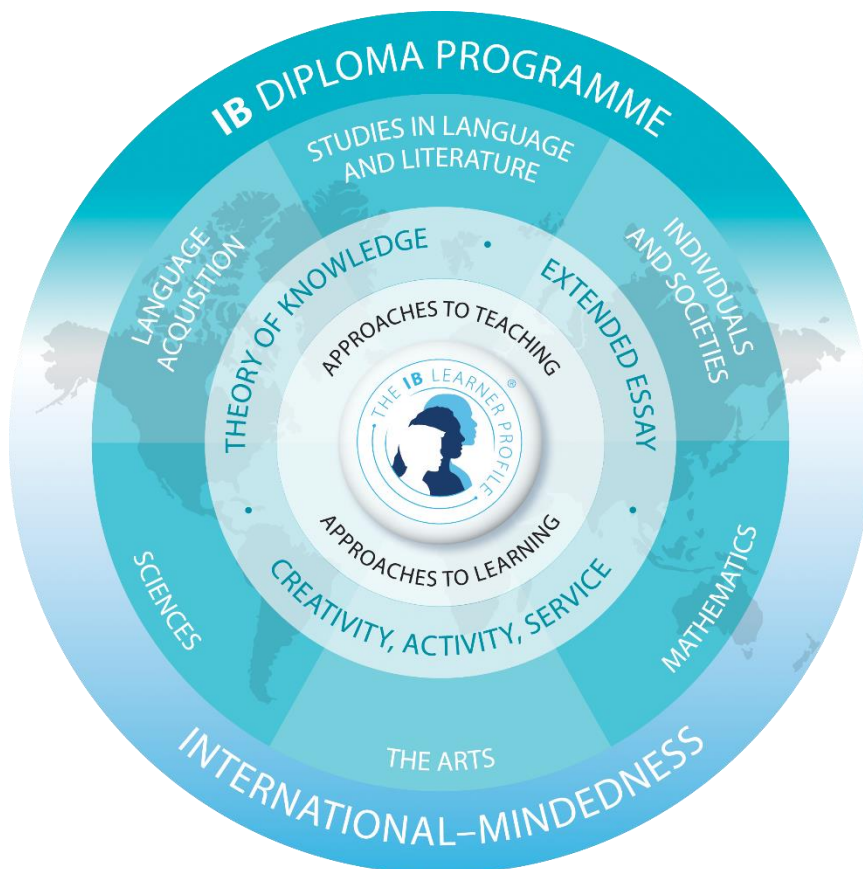 IB DIPLOMA PROGRAMME
STUDIES IN LANGUAGE
AND LITERATURE
LANGUAGE
ACQUISITION
INDIVIDUALS
AND SOCIETIES
THEORY OF KNOWLEDGE
•
EXTENDED ESSAY
•
APPROACHES TO TEACHING
THE IB LEARNER PROFILE®
APPROACHES TO LEARNING
•
CREATIVITY, ACTIVITY, SERVICE
SCIENCES
MATHEMATICS
THE ARTS
INTERNATIONAL–MINDEDNESS